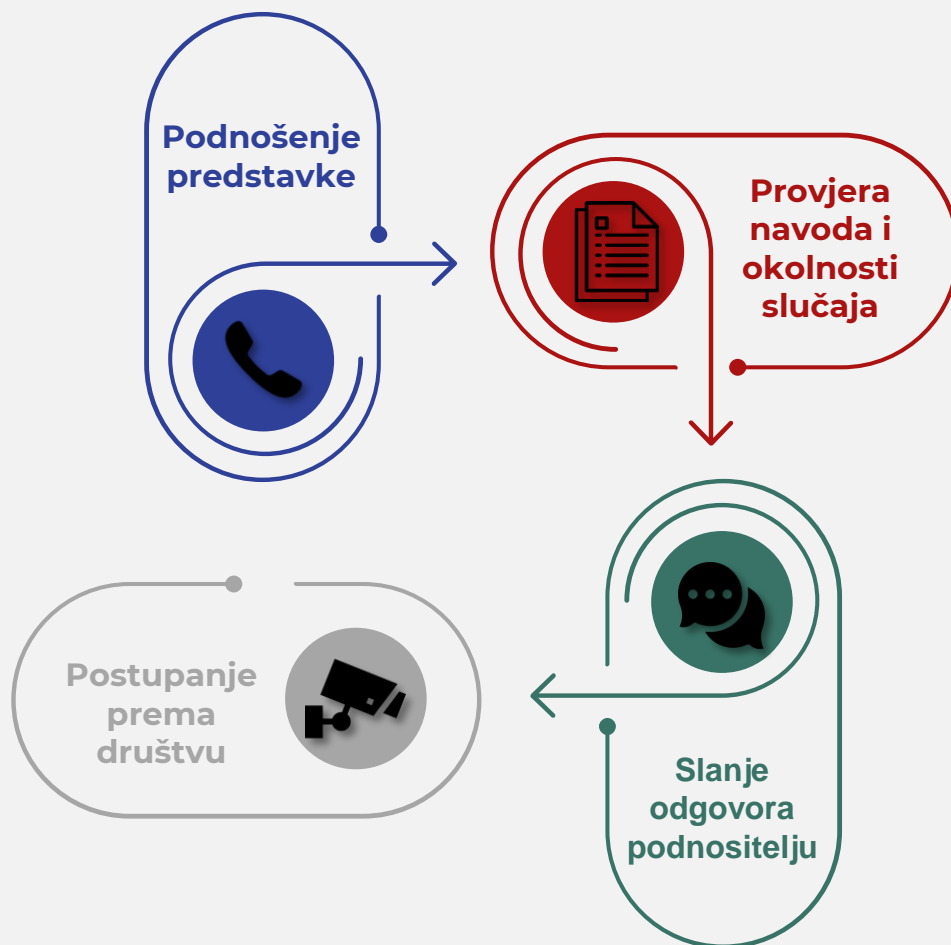 Podnošenje
predstavke
Provjera
navoda i
okolnosti
slučaja
Slanje
odgovora
podnositelju
Postupanje
prema
društvu